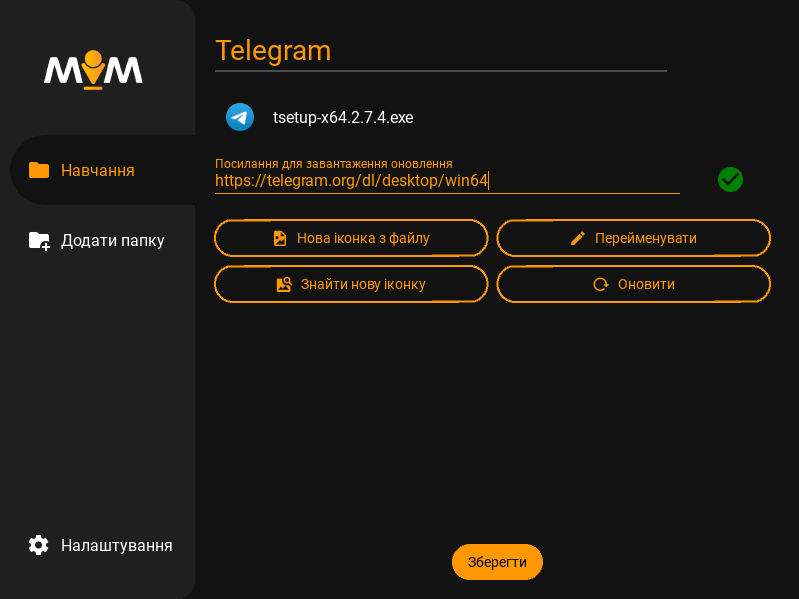 MVM
Telegram
tsetup-x64.2.7.4.exe
Посилання для завантаження оновлення
https://telegram.org/dl/desktop/win64
Навчання
Нова іконка з файлу
Перейменувати
Додати папку
Знайти нову іконку
Оновити
Налаштування
Зберегти